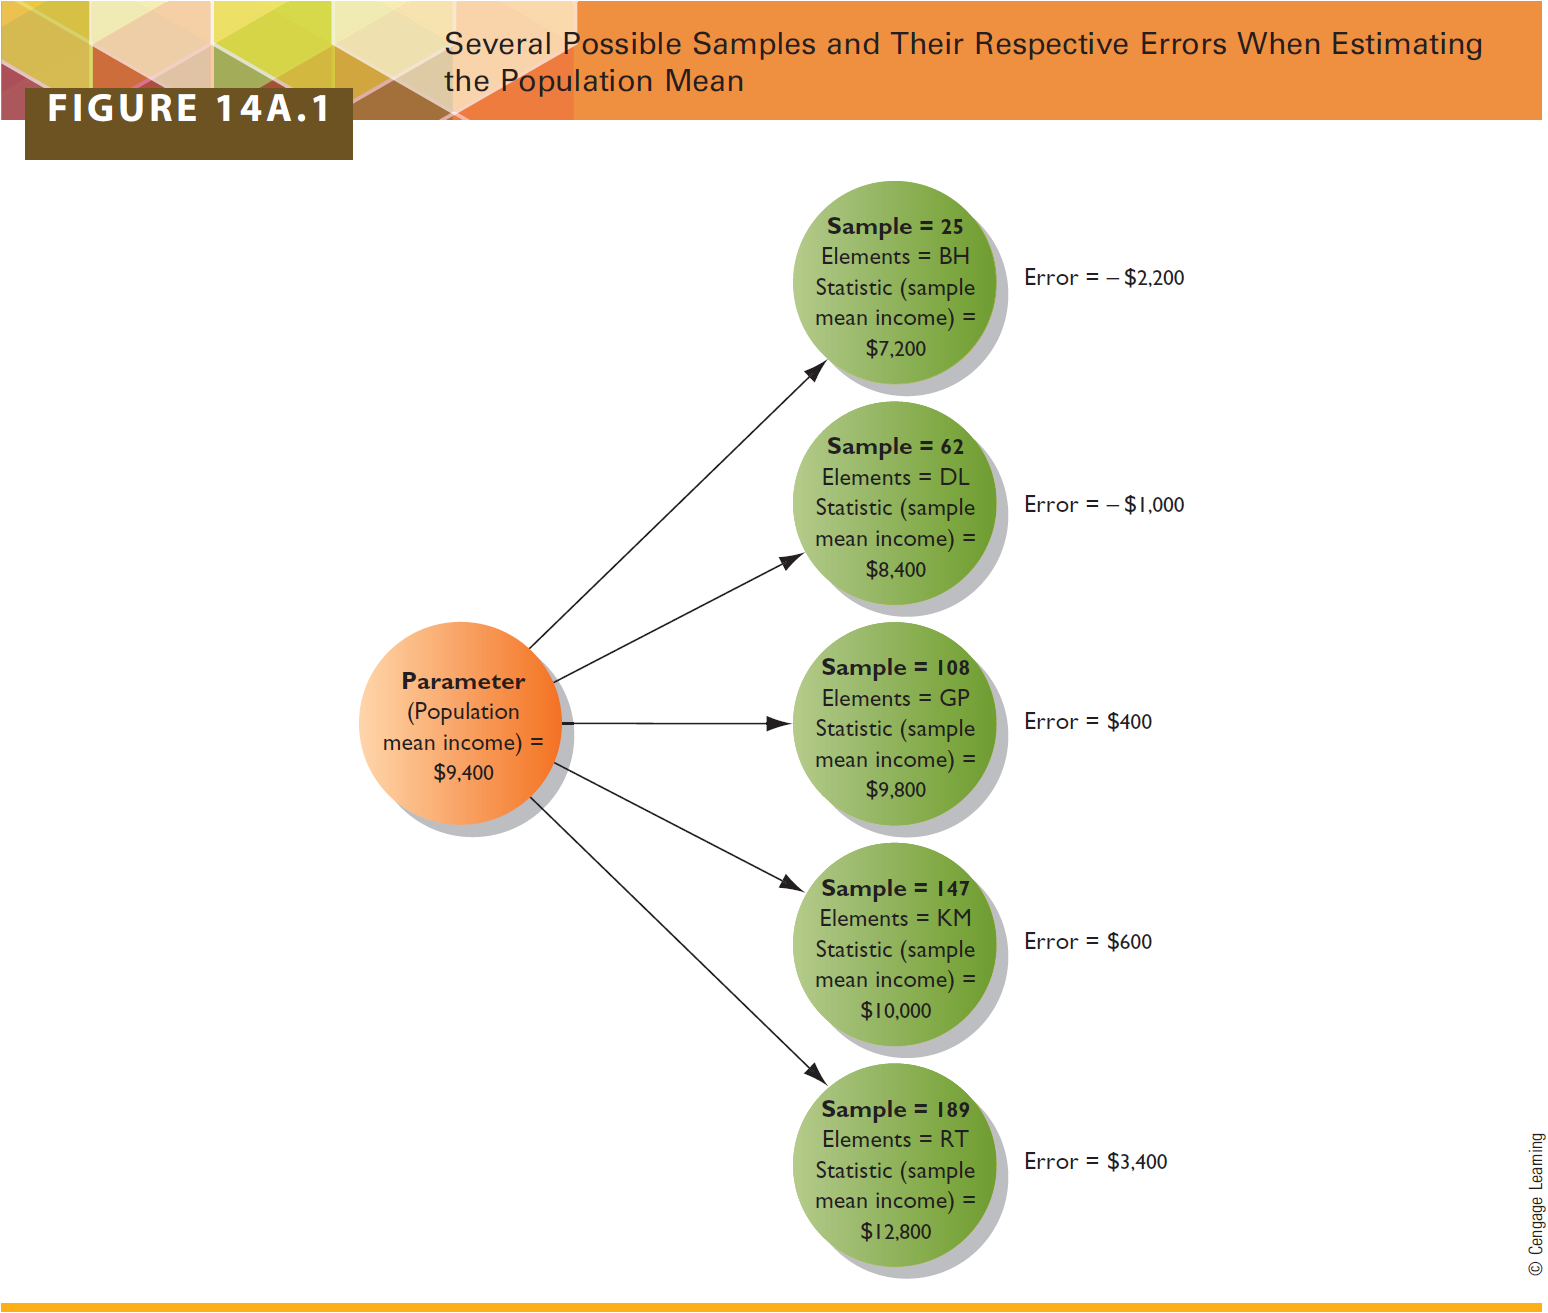 Several Possible Samples and Their Respective Errors When Estimating
the Population Mean
FIGURE 14A.1
Sample = 25
Elements = BH
Statistic (sample
mean income) =
$7,200
Error = – $2,200
Sample = 62
Elements = DL
Statistic (sample
mean income) =
$8,400
Error = – $1,000
Parameter
(Population
mean income) =
$9,400
Sample = 108
Elements = GP
Statistic (sample
mean income) =
$9,800
Error = $400
Sample = 147
Elements = KM
Statistic (sample
mean income) =
$10,000
Error = $600
Sample = 189
Elements = RT
Statistic (sample
mean income) =
$12,800
Error = $3,400
© Cengage Learning